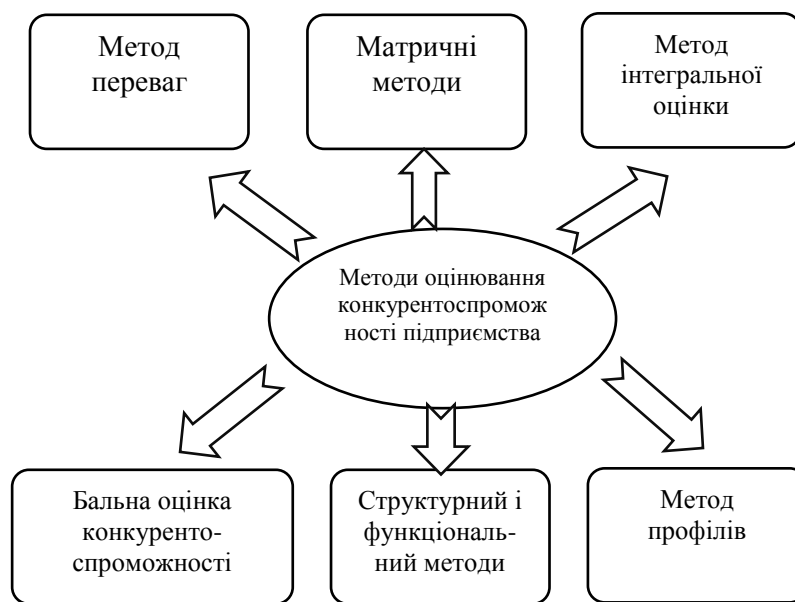 Метод
переваг
Матричні
методи
Метод
інтегральної
оцінки
Методи оцінювання
конкурентоспромож
ності підприємства
Бальна оцінка
конкуренто-
спроможності
Структурний і
функціональ-
ний методи
Метод
профілів